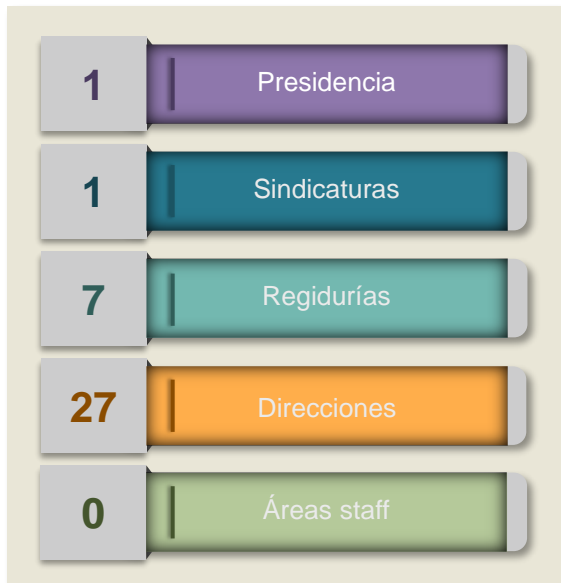 1 Presidencia
1 Sindicaturas
7 Regidurías
27 Direcciones
0 Áreas staff